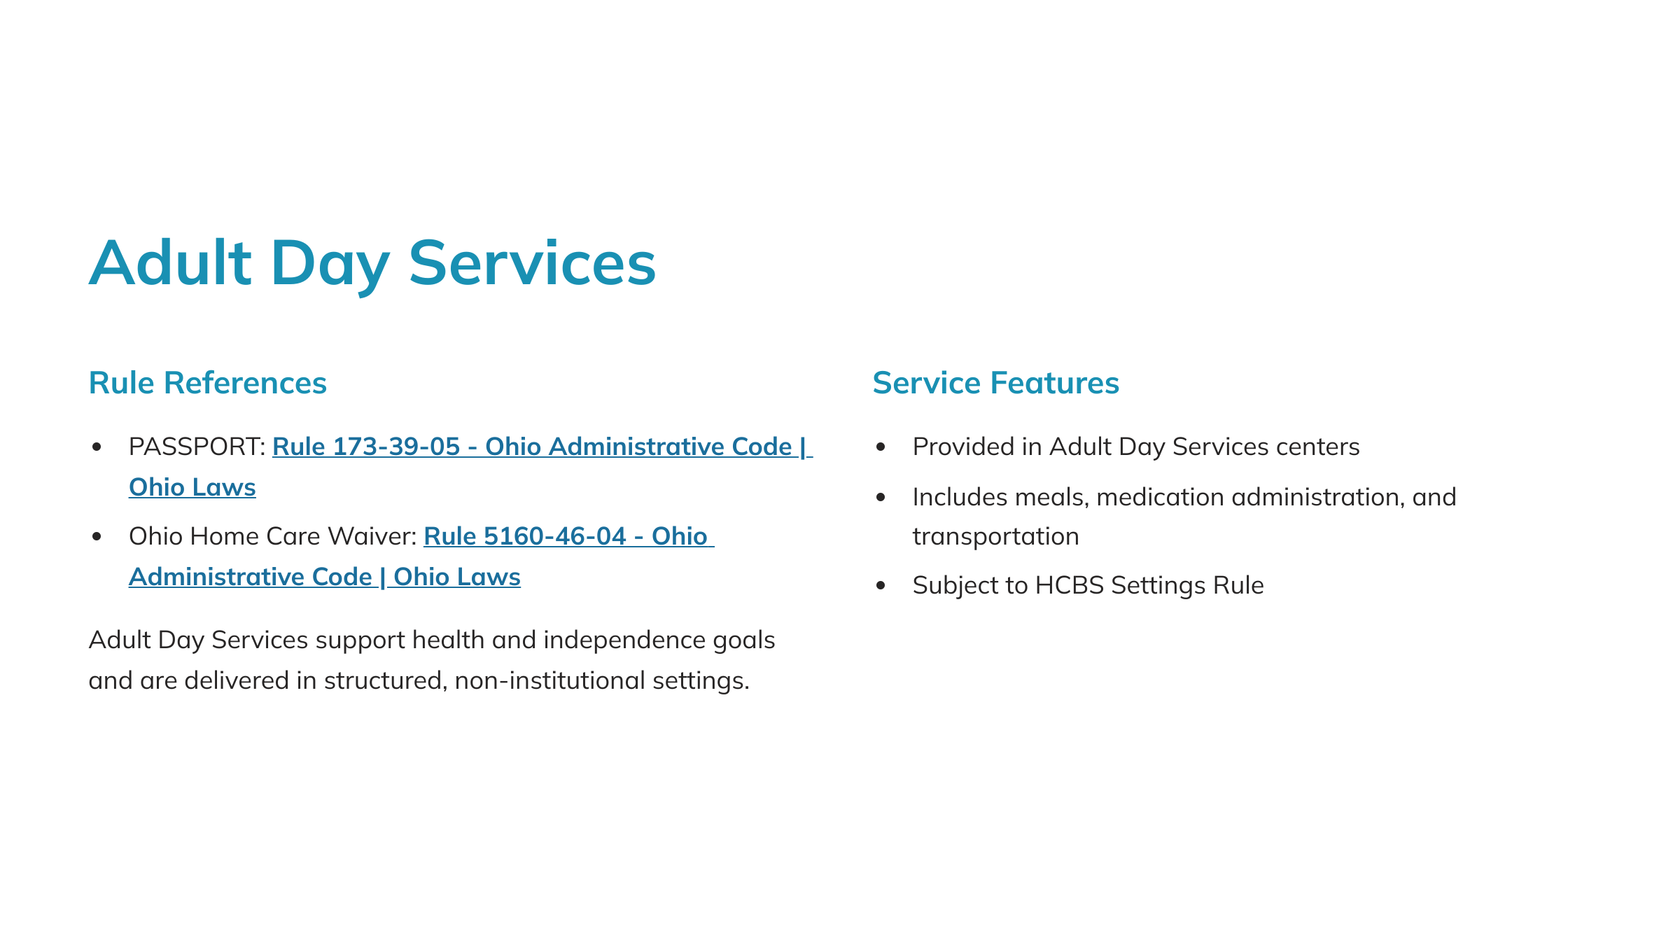 Adult Day Services
Rule References
• PASSPORT: Rule 173-39-05 - Ohio Administrative Code |
Ohio Laws
• Ohio Home Care Waiver: Rule 5160-46-04 - Ohio
Administrative Code | Ohio Laws
Adult Day Services support health and independence goals
and are delivered in structured, non-institutional settings.
Service Features
• Provided in Adult Day Services centers
• Includes meals, medication administration, and
transportation
• Subject to HCBS Settings Rule